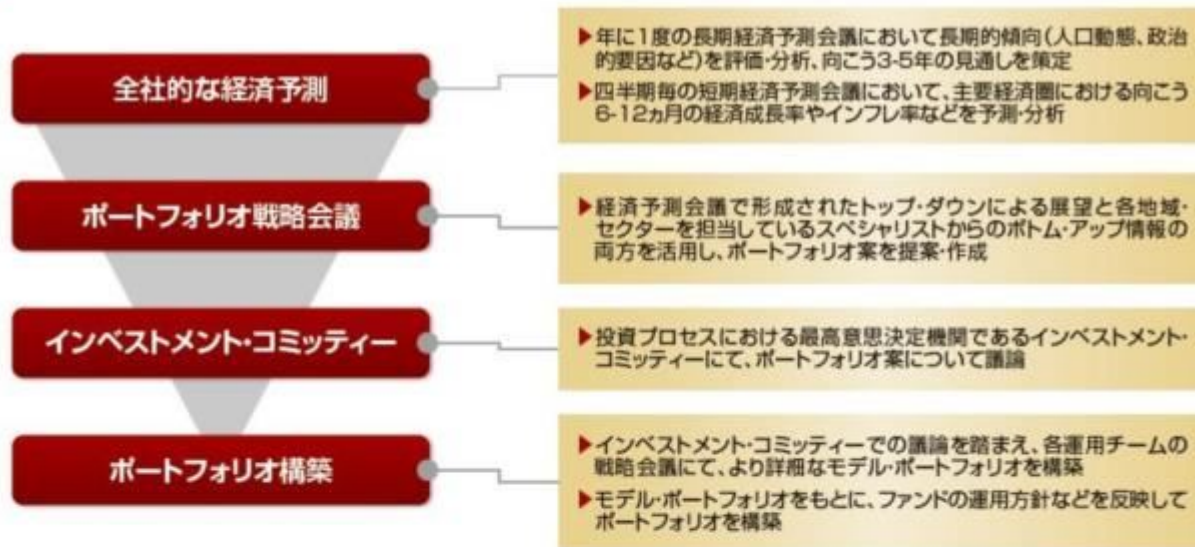 全社的な経済予測
▶年に1度の長期経済予測会議において長期的傾向(人口動態、政治
的要因など)を評価・分析、向こう3-5年の見通しを策定
▶四半期毎の短期経済予測会議において、主要経済圏における向こう
6-12ヵ月の経済成長率やインフレ率などを予測・分析
ポートフォリオ戦略会議
▶経済予測会議で形成されたトップ・ダウンによる展望と各地域・
セクターを担当しているスペシャリストからのボトム・アップ情報の
両方を活用し、ポートフォリオ案を提案・作成
インベストメント・コミッティー
▶投資プロセスにおける最高意思決定機関であるインベストメント・
コミッティーにて、ポートフォリオ案について議論
ポートフォリオ構築
▶インベストメント・コミッティーでの議論を踏まえ、各運用チームの
戦略会議にて、より詳細なモデル・ポートフォリオを構築
▶モデル・ポートフォリオをもとに、ファンドの運用方針などを反映して
ポートフォリオを構築